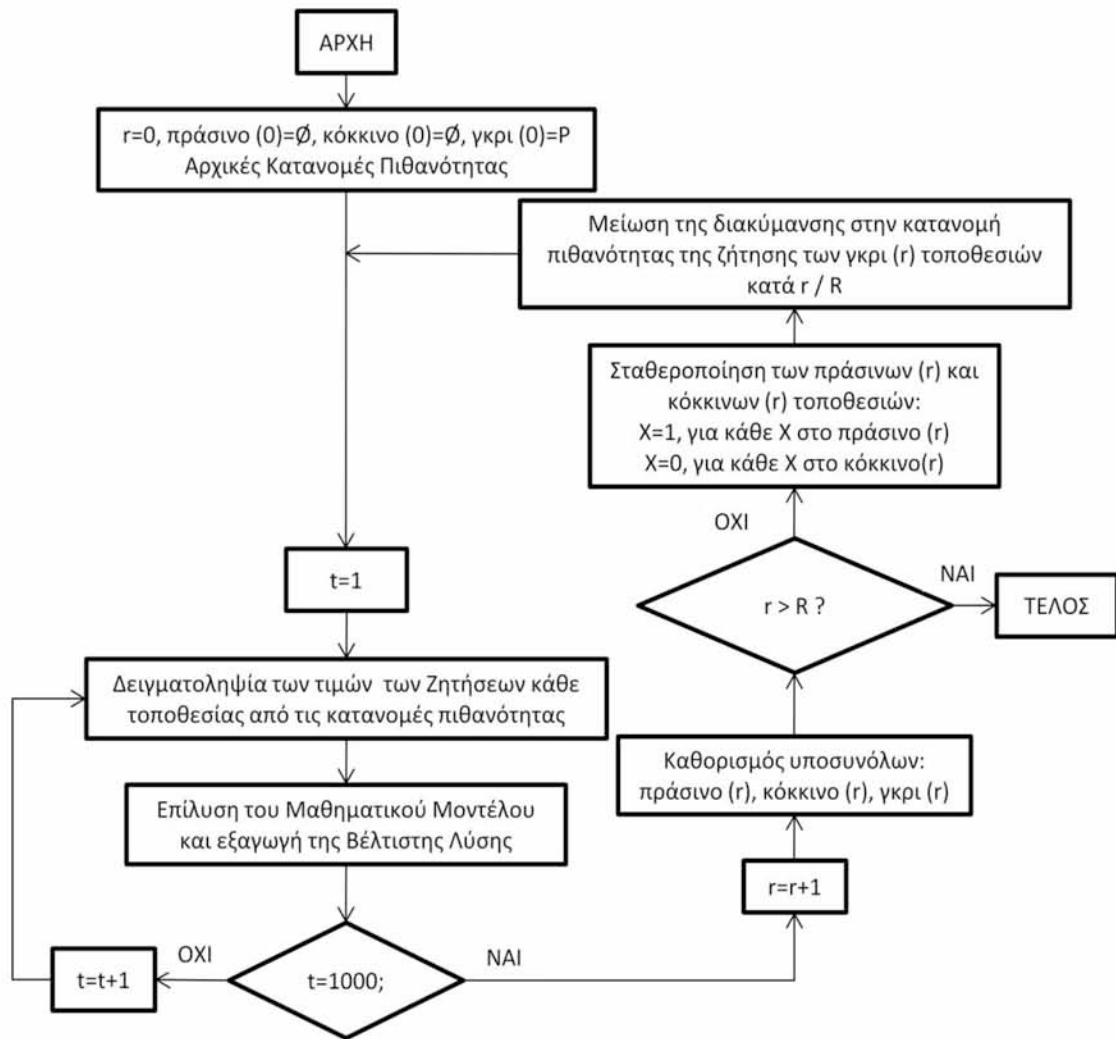 ΑΡΧΗ
r=0, πράσινο (0)=Ø, κόκκινο (0)=Ø, γκρι (0)=P
Αρχικές Κατανομές Πιθανότητας
Μείωση της διακύμανσης στην κατανομή
πιθανότητας της ζήτησης των γκρι (r) τοποθεσιών
κατά r / R
Σταθεροποίηση των πράσινων (r) και
κόκκινων (r) τοποθεσιών:
X=1, για κάθε X στο πράσινο (r)
X=0, για κάθε X στο κόκκινο(r)
ΟΧΙ
t=1
r > R ?
ΝΑΙ
ΤΕΛΟΣ
Δειγματοληψία των τιμών των Ζητήσεων κάθε
τοποθεσίας από τις κατανομές πιθανότητας
Καθορισμός υποσυνόλων:
πράσινο (r), κόκκινο (r), γκρι (r)
Επίλυση του Μαθηματικού Μοντέλου
και εξαγωγή της Βέλτιστης Λύσης
r=r+1
t=t+1
ΟΧΙ
t=1000;
ΝΑΙ